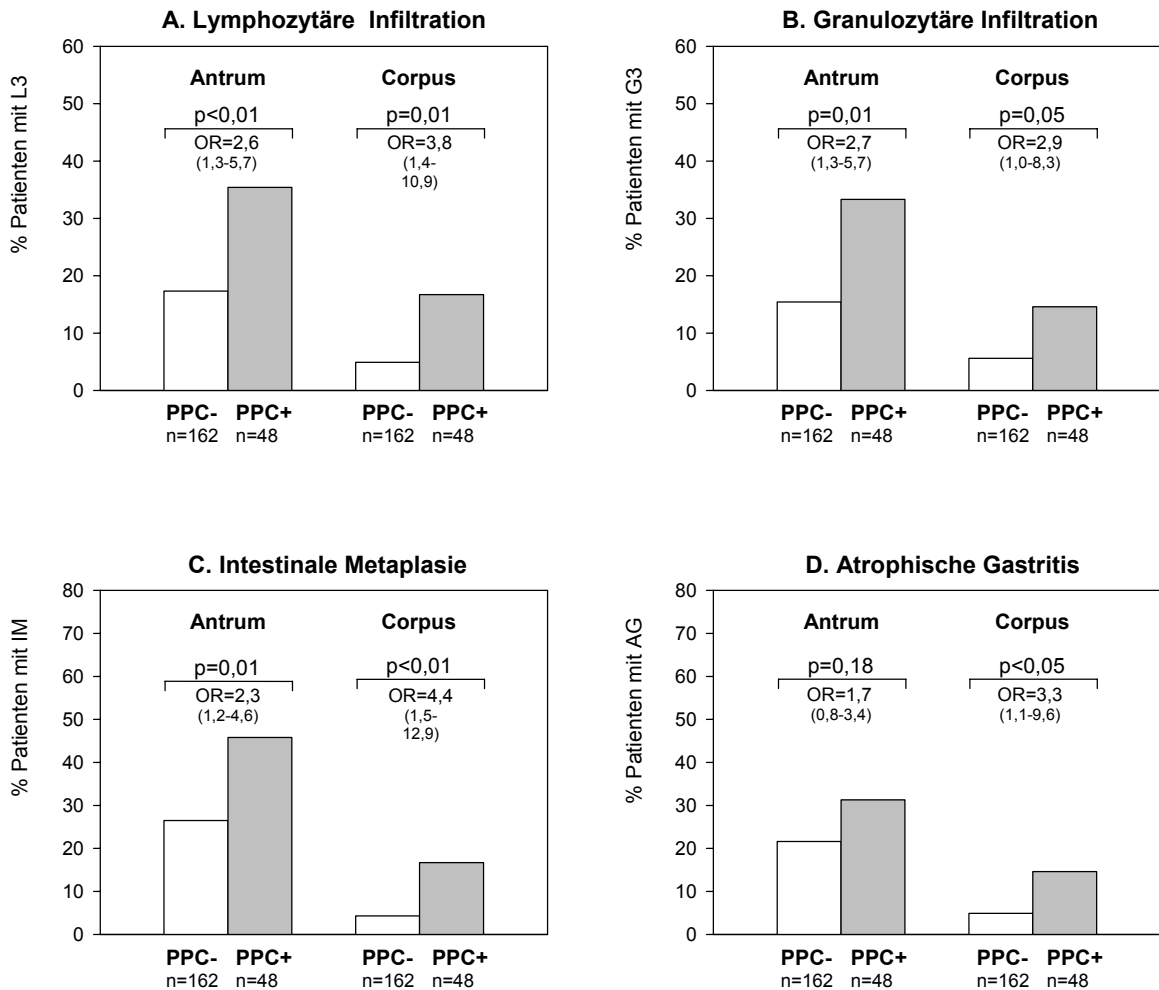 A. Lymphozytäre Infiltration
% Patienten mit L3
60
50
40
30
20
10
0
Antrum
p<0,01
OR=2,6
(1,3-5,7)
Corpus
p=0,01
OR=3,8
(1,4-
10,9)
PPC- PPC+ PPC- PPC+
n=162 n=48 n=162 n=48
B. Granulozytäre Infiltration
% Patienten mit G3
60
50
40
30
20
10
0
Antrum
p=0,01
OR=2,7
(1,3-5,7)
Corpus
p=0,05
OR=2,9
(1,0-8,3)
PPC- PPC+ PPC- PPC+
n=162 n=48 n=162 n=48
C. Intestinale Metaplasie
% Patienten mit IM
80
70
60
50
40
30
20
10
0
Antrum
p=0,01
OR=2,3
(1,2-4,6)
Corpus
p<0,01
OR=4,4
(1,5-
12,9)
PPC- PPC+ PPC- PPC+
n=162 n=48 n=162 n=48
D. Atrophische Gastritis
% Patienten mit AG
80
70
60
50
40
30
20
10
0
Antrum
p=0,18
OR=1,7
(0,8-3,4)
Corpus
p<0,05
OR=3,3
(1,1-9,6)
PPC- PPC+ PPC- PPC+
n=162 n=48 n=162 n=48